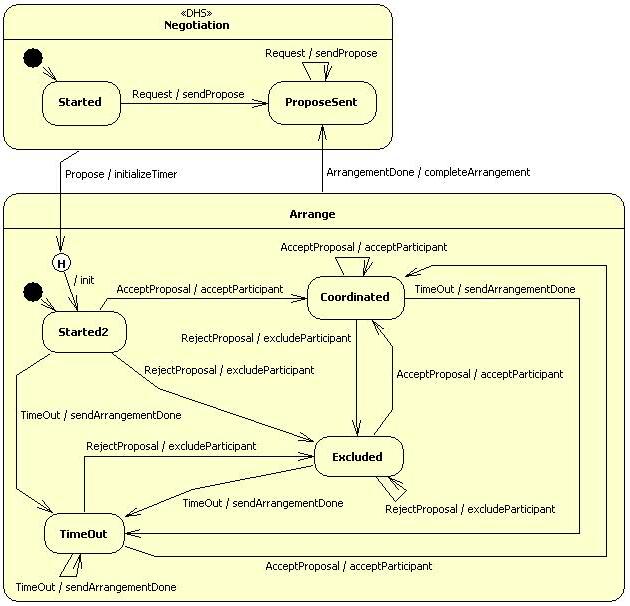 «DHS»
Negotiation
Request / sendPropose
Started
Request / sendPropose
ProposeSent
Propose / initializeTimer
ArrangementDone / completeArrangement
Arrange
AcceptProposal / acceptParticipant
H
/ init
AcceptProposal / acceptParticipant
Coordinated
TimeOut / sendArrangementDone
Started2
RejectProposal / excludeParticipant
RejectProposal / excludeParticipant
AcceptProposal / acceptParticipant
TimeOut / sendArrangementDone
RejectProposal / excludeParticipant
Excluded
TimeOut / sendArrangementDone
RejectProposal / excludeParticipant
TimeOut
AcceptProposal / acceptParticipant
TimeOut / sendArrangementDone